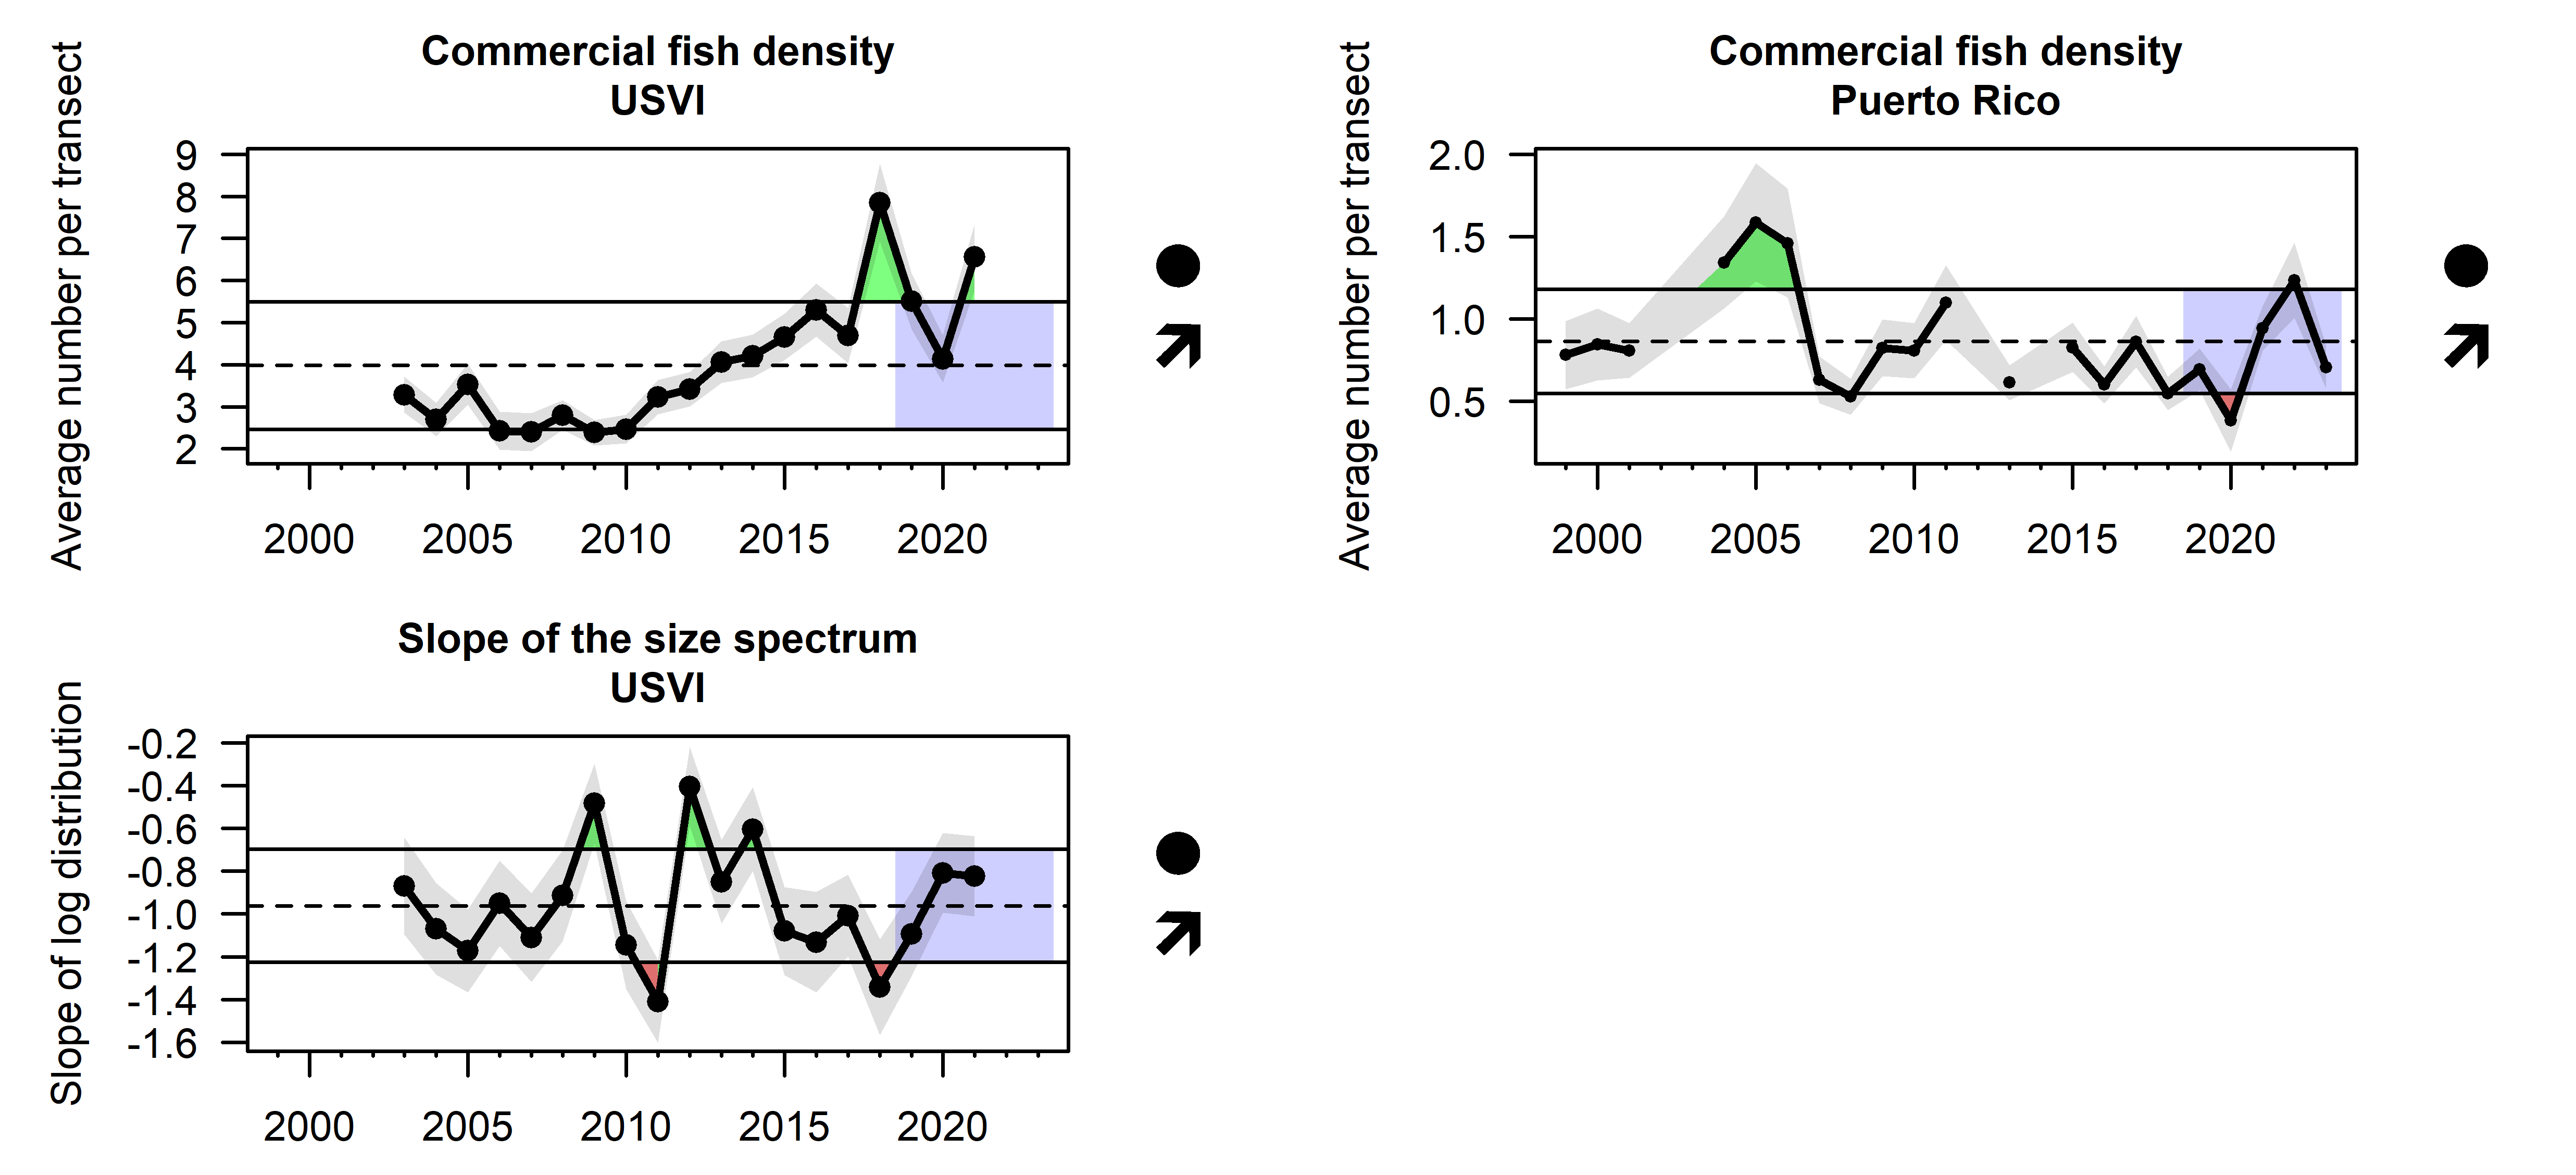 Commercial fish density
USVI
Average number per transect
9
8
7
6
5
4
3
2
2000 2005 2010 2015 2020
Commercial fish density
Puerto Rico
Average number per transect
2.0
1.5
1.0
0.5
2000 2005 2010 2015 2020
Slope of the size spectrum
USVI
Slope of log distribution
-0.2
-0.4
-0.6
-0.8
-1.0
-1.2
-1.4
-1.6
2000 2005 2010 2015 2020